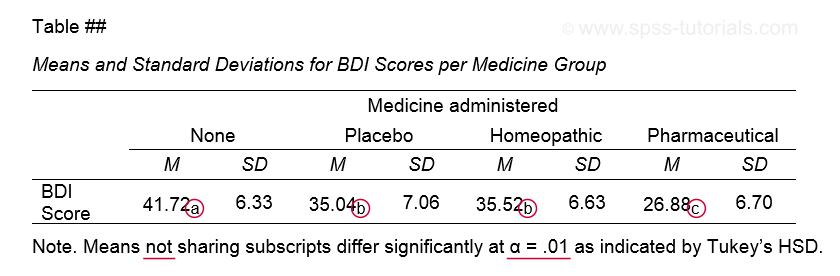 Table ##
© www.spss-tutorials.com
Means and Standard Deviations for BDI Scores per Medicine Group
Medicine administered
None Placebo Homeopathic Pharmaceutical
M SD M SD M SD M SD
BDI
Score 41.72a 6.33 35.04b 7.06 35.52b 6.63 26.88c 6.70
Note. Means not sharing subscripts differ significantly at α = .01 as indicated by Tukey’s HSD.